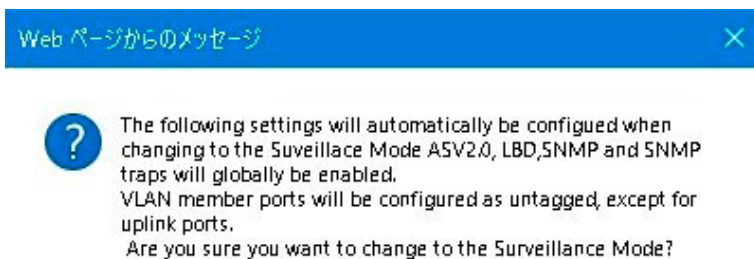 Web ページからのメッセージ
The following settings will automatically be configued when
changing to the Suveillace Mode ASV2.0, LBD,SNMP and SNMP
traps will globally be enabled.
VLAN member ports will be configured as untagged, except for
uplink ports.
Are you sure you want to change to the Surveillance Mode?